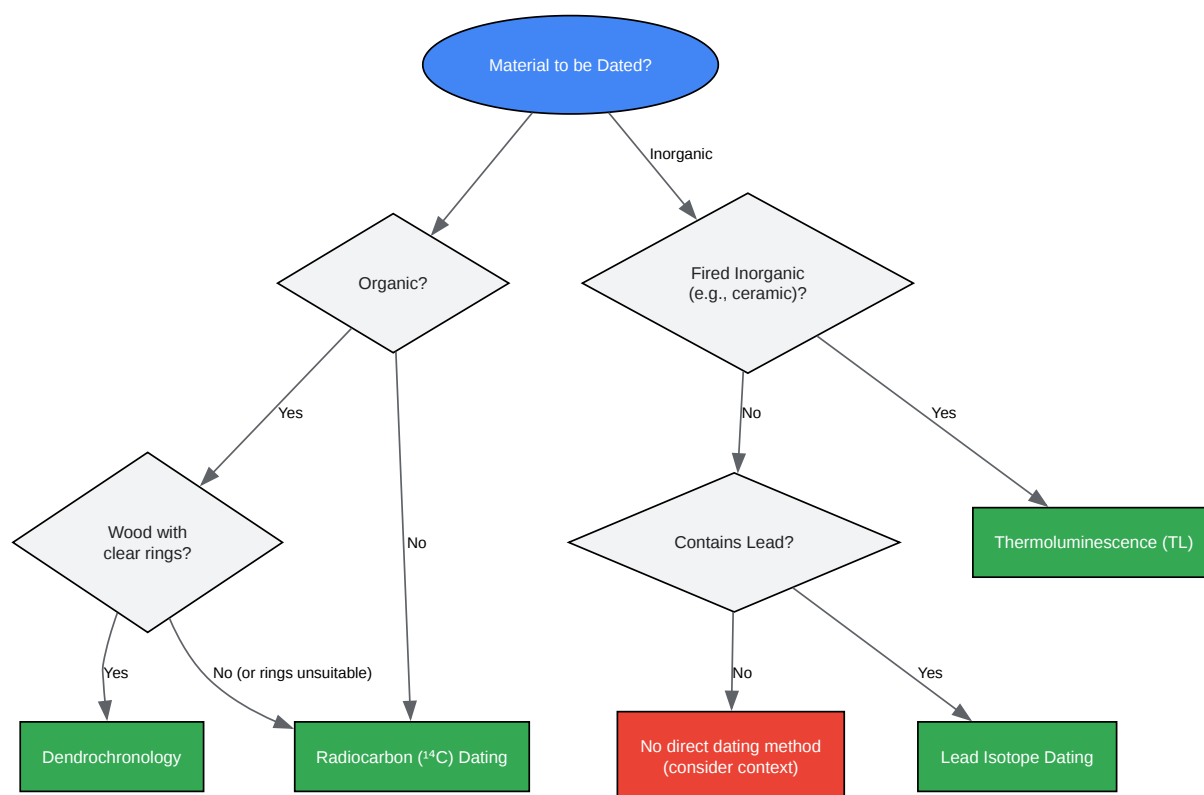 Material to be Dated?
Inorganic
Organic?
Fired Inorganic
(e.g., ceramic)?
Yes
No
Yes
Wood with
clear rings?
No
Contains Lead?
Thermoluminescence (TL)
Yes
No (or rings unsuitable)
No
Yes
Dendrochronology
Radiocarbon (¹⁴C) Dating
No direct dating method
(consider context)
Lead Isotope Dating